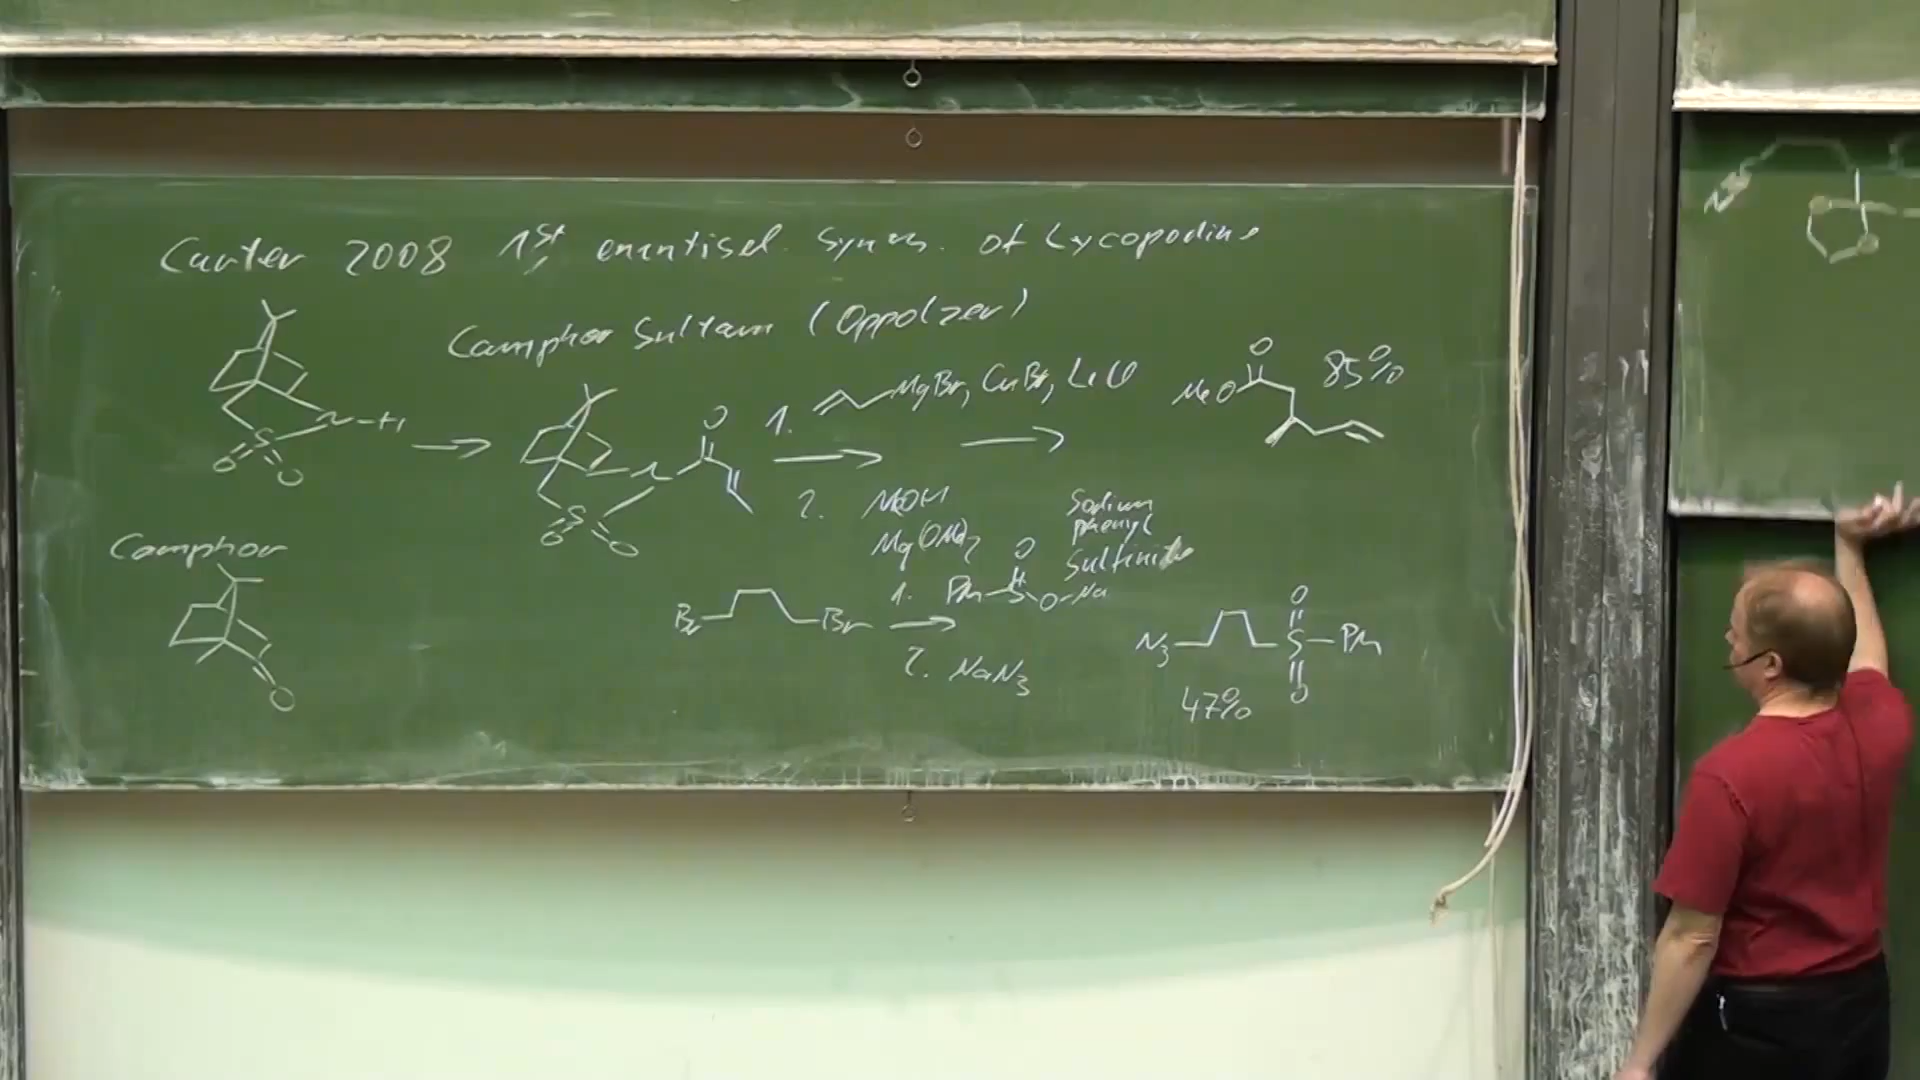 Carter 2008 1st enantisel. Synth. of Lycopodine
Camphor Sultam (Oppolzer)
N-H
S
O
O
N
O
S
O
O
1. MgBr, CuBr, LiCl
2. MeOH
Mg(OMe)2
O
MeO
85%
Camphor
O
Br
Br
1. Ph-S-O-Na
O
Sodium
phenyl
Sulfinite
2. NaN3
N3
S-Ph
O
O
47%
N